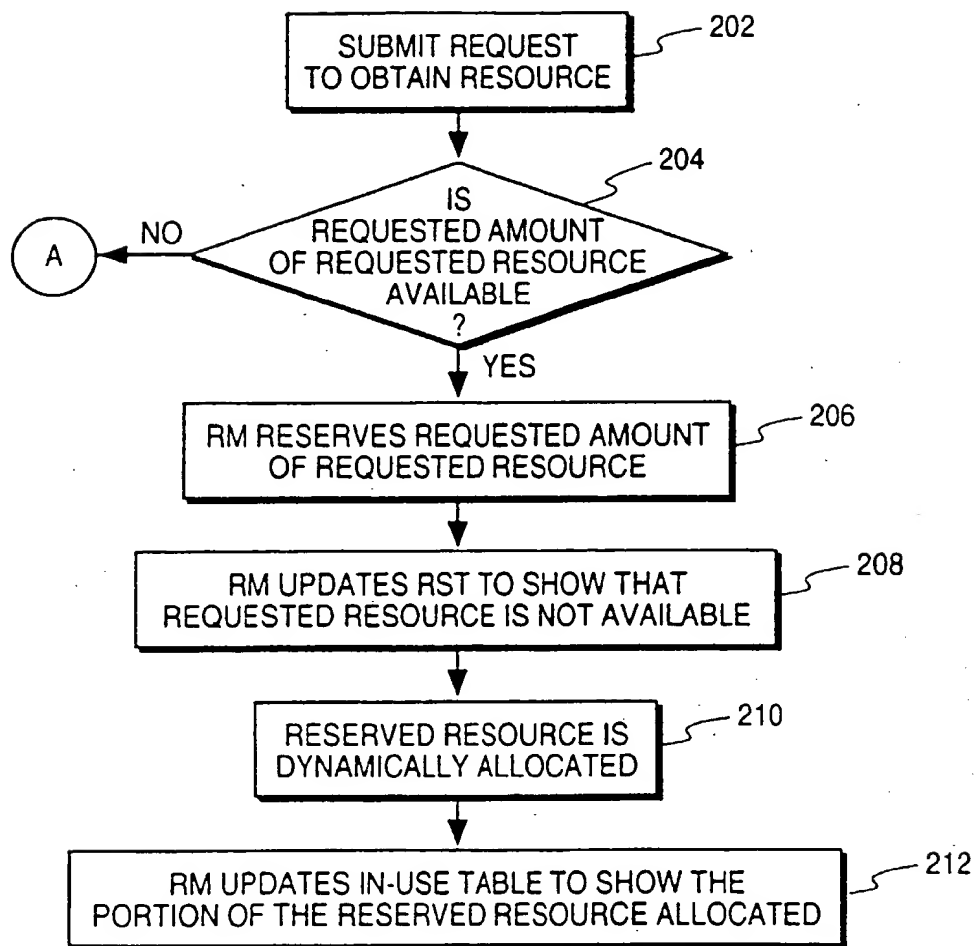 SUBMIT REQUEST
TO OBTAIN RESOURCE
202
204
IS
REQUESTED AMOUNT
OF REQUESTED RESOURCE
AVAILABLE
?
NO
A
YES
RM RESERVES REQUESTED AMOUNT
OF REQUESTED RESOURCE
206
RM UPDATES RST TO SHOW THAT
REQUESTED RESOURCE IS NOT AVAILABLE
208
RESERVED RESOURCE IS
DYNAMICALLY ALLOCATED
210
RM UPDATES IN-USE TABLE TO SHOW THE
PORTION OF THE RESERVED RESOURCE ALLOCATED
212